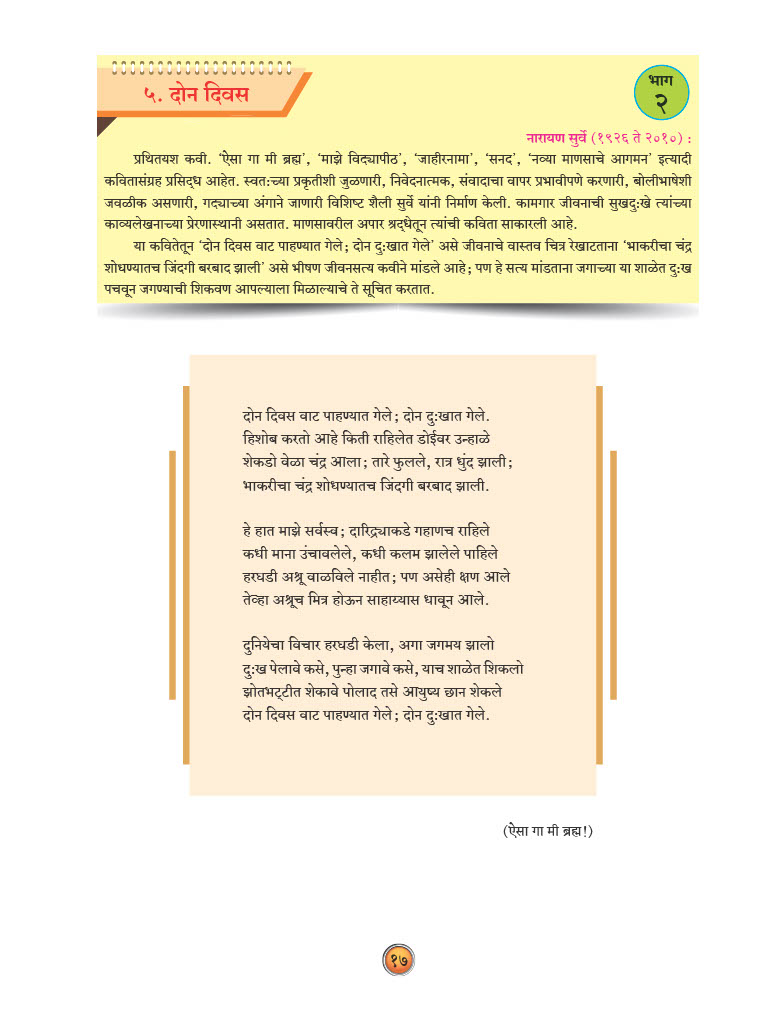 ५. दोन दिवस
भाग
२
नारायण सुर्वे (१९२६ ते २०१०) :
प्रथितयश कवी. ‘ऐसा गा मी ब्रह्म’, ‘माझे विद्यापीठ’, ‘जाहीरनामा’, ‘सनद’, ‘नव्या माणसाचे आगमन’ इत्यादी
कवितासंग्रह प्रसिद्ध आहेत. स्वत:च्या प्रकृतीशी जुळणारी, निवेदनात्मक, संवादाचा वापर प्रभावीपणे करणारी, बोलीभाषेशी
जवळीक असणारी, गद्याच्या अंगाने जाणारी विशिष्ट शैली सुर्वे यांनी निर्माण केली. कामगार जीवनाची सुखदु:खे त्यांच्या
काव्यलेखनाच्या प्रेरणास्थानी असतात. माणसावरील अपार श्रद्धेतून त्यांची कविता साकारली आहे.
या कवितेतून ‘दोन दिवस वाट पाहण्यात गेले; दोन दु:खात गेले’ असे जीवनाचे वास्तव चित्र रेखाटताना ‘भाकरीचा चंद्र
शोधण्यातच जिंदगी बरबाद झाली’ असे भीषण जीवनसत्य कवीने मांडले आहे; पण हे सत्य मांडताना जगाच्या या शाळेत दु:ख
पचवून जगण्याची शिकवण आपल्याला मिळाल्याचे ते सूचित करतात.
दोन दिवस वाट पाहण्यात गेले; दोन दु:खात गेले.
हिशोब करतो आहे किती राहिलेत डोईवर उन्हाळे
शेकडो वेळा चंद्र आला; तारे फुलले, रात्र धुंद झाली;
भाकरीचा चंद्र शोधण्यातच जिंदगी बरबाद झाली.
हे हात माझे सर्वस्व; दारिद्र्याकडे गहाणच राहिले
कधी माना उंचावलेले, कधी कलम झालेले पाहिले
हरघडी अश्रू वाळविले नाहीत; पण असेही क्षण आले
तेव्हा अश्रूच मित्र होऊन साहाय्यास धावून आले.
दुनियेचा विचार हरघडी केला, अगा जगमय झालो
दु:ख पेलावे कसे, पुन्हा जगावे कसे, याच शाळेत शिकलो
झोतभट्टीत शेकावे पोलाद तसे आयुष्य छान शेकले
दोन दिवस वाट पाहण्यात गेले; दोन दु:खात गेले.
(ऐसा गा मी ब्रह्म!)
१७